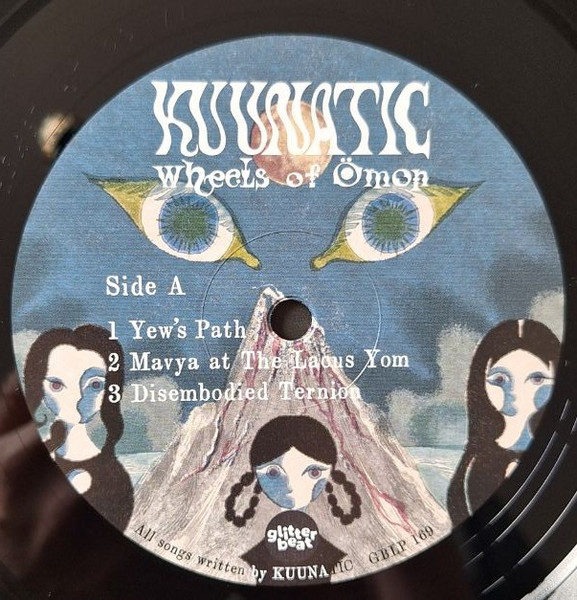 KUUNATIC
Wheels of Ömon
Side A
1 Yew's Path
2 Mavya at The Lacus Yom
3 Disembodied Ternion
glitter
beat
All songs written by KUUNATIC GBLP 169